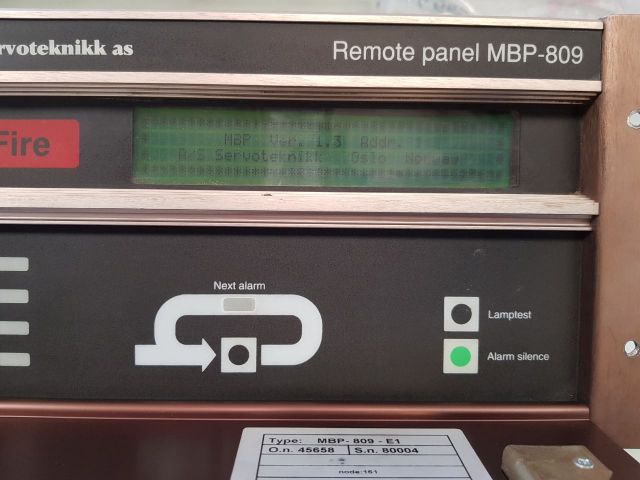 rvoteknikk as
Remote panel MBP-809
Fire
********************************
* MBP Ver. 1.3 Addr. *
* A/S Servoteknikk Oslo Norway *
********************************
Next alarm
Lamptest
Alarm silence
Type: MBP- 809 - E1
O.n. 45658 S.n. 80004
node:161